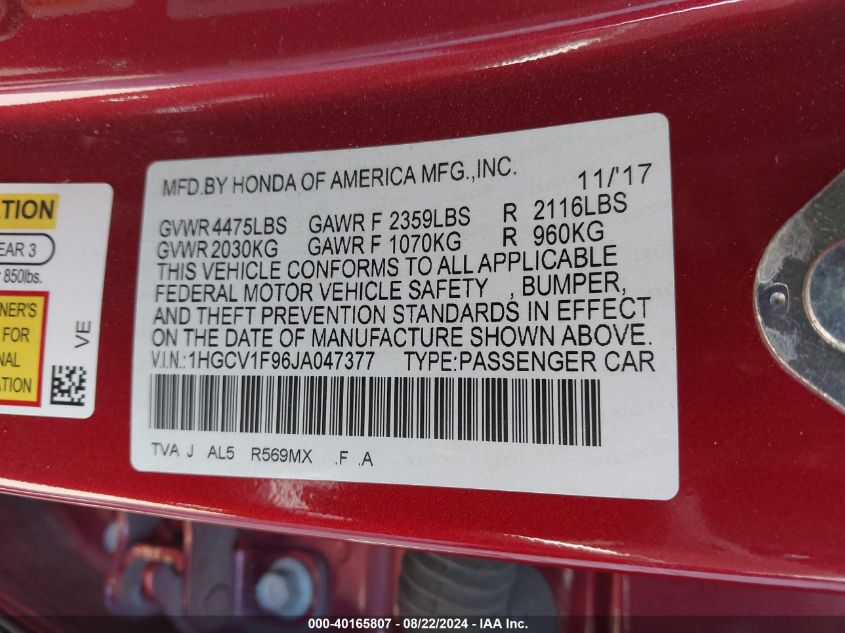 MFD.BY HONDA OF AMERICA MFG.,INC. 11/'17
GVWR 4475LBS GAWR F 2359LBS R 2116LBS
GVWR 2030KG GAWR F 1070KG R 960KG
THIS VEHICLE CONFORMS TO ALL APPLICABLE
FEDERAL MOTOR VEHICLE SAFETY , BUMPER,
AND THEFT PREVENTION STANDARDS IN EFFECT
ON THE DATE OF MANUFACTURE SHOWN ABOVE.
V.I.N.:1HGCV1F96JA047377 TYPE:PASSENGER CAR
TVA J AL5 R569MX .F .A
EAR 3
850lbs.
NER'S
FOR
NAL
ATION
VE
000-40165807 - 08/22/2024 - IAA Inc.